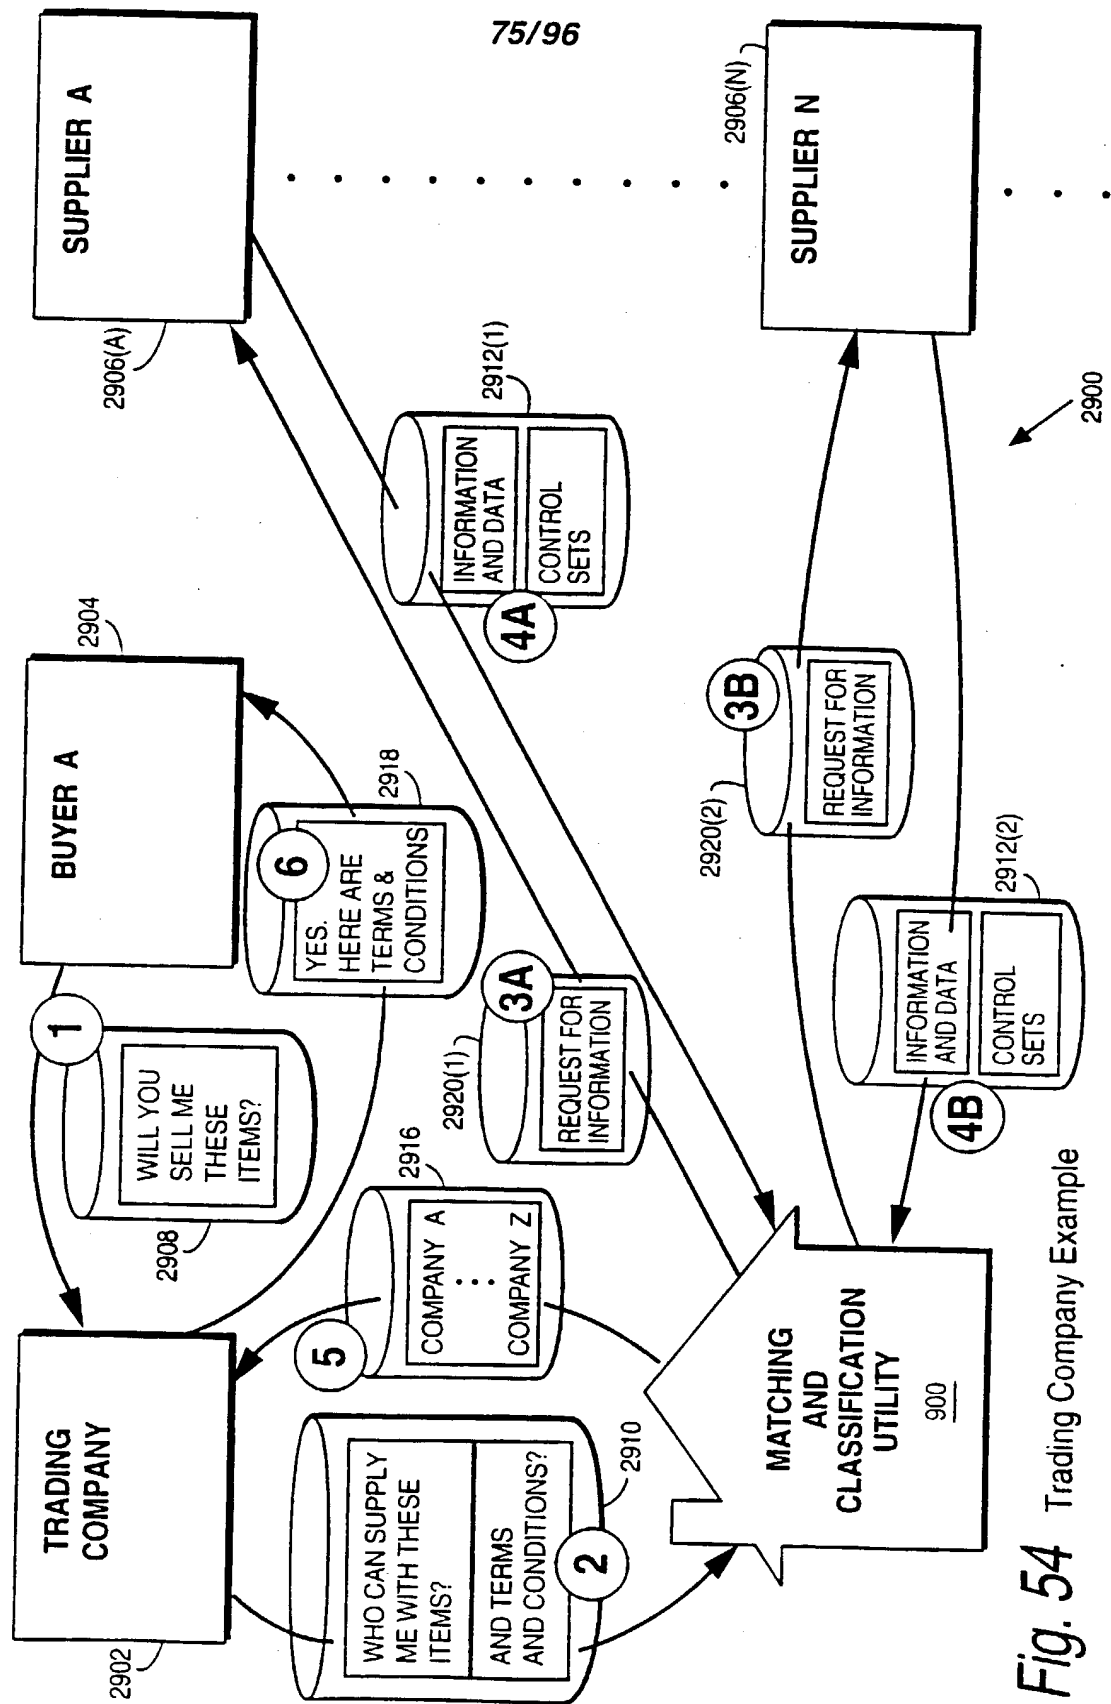 75/96
TRADING
COMPANY
2902
BUYER A
2904
SUPPLIER A
2906(A)
1
WILL YOU
SELL ME
THESE
ITEMS?
2908
6
YES.
HERE ARE
TERMS &
CONDITIONS
2918
2
WHO CAN SUPPLY
ME WITH THESE
ITEMS?
AND TERMS
AND CONDITIONS?
2910
5
COMPANY A
COMPANY Z
2916
3A
REQUEST FOR
INFORMATION
2920(1)
4A
INFORMATION
AND DATA
CONTROL
SETS
2912(1)
MATCHING
AND
CLASSIFICATION
UTILITY
900
3B
REQUEST FOR
INFORMATION
2920(2)
4B
INFORMATION
AND DATA
CONTROL
SETS
2912(2)
SUPPLIER N
2906(N)
2900
Fig. 54 Trading Company Example